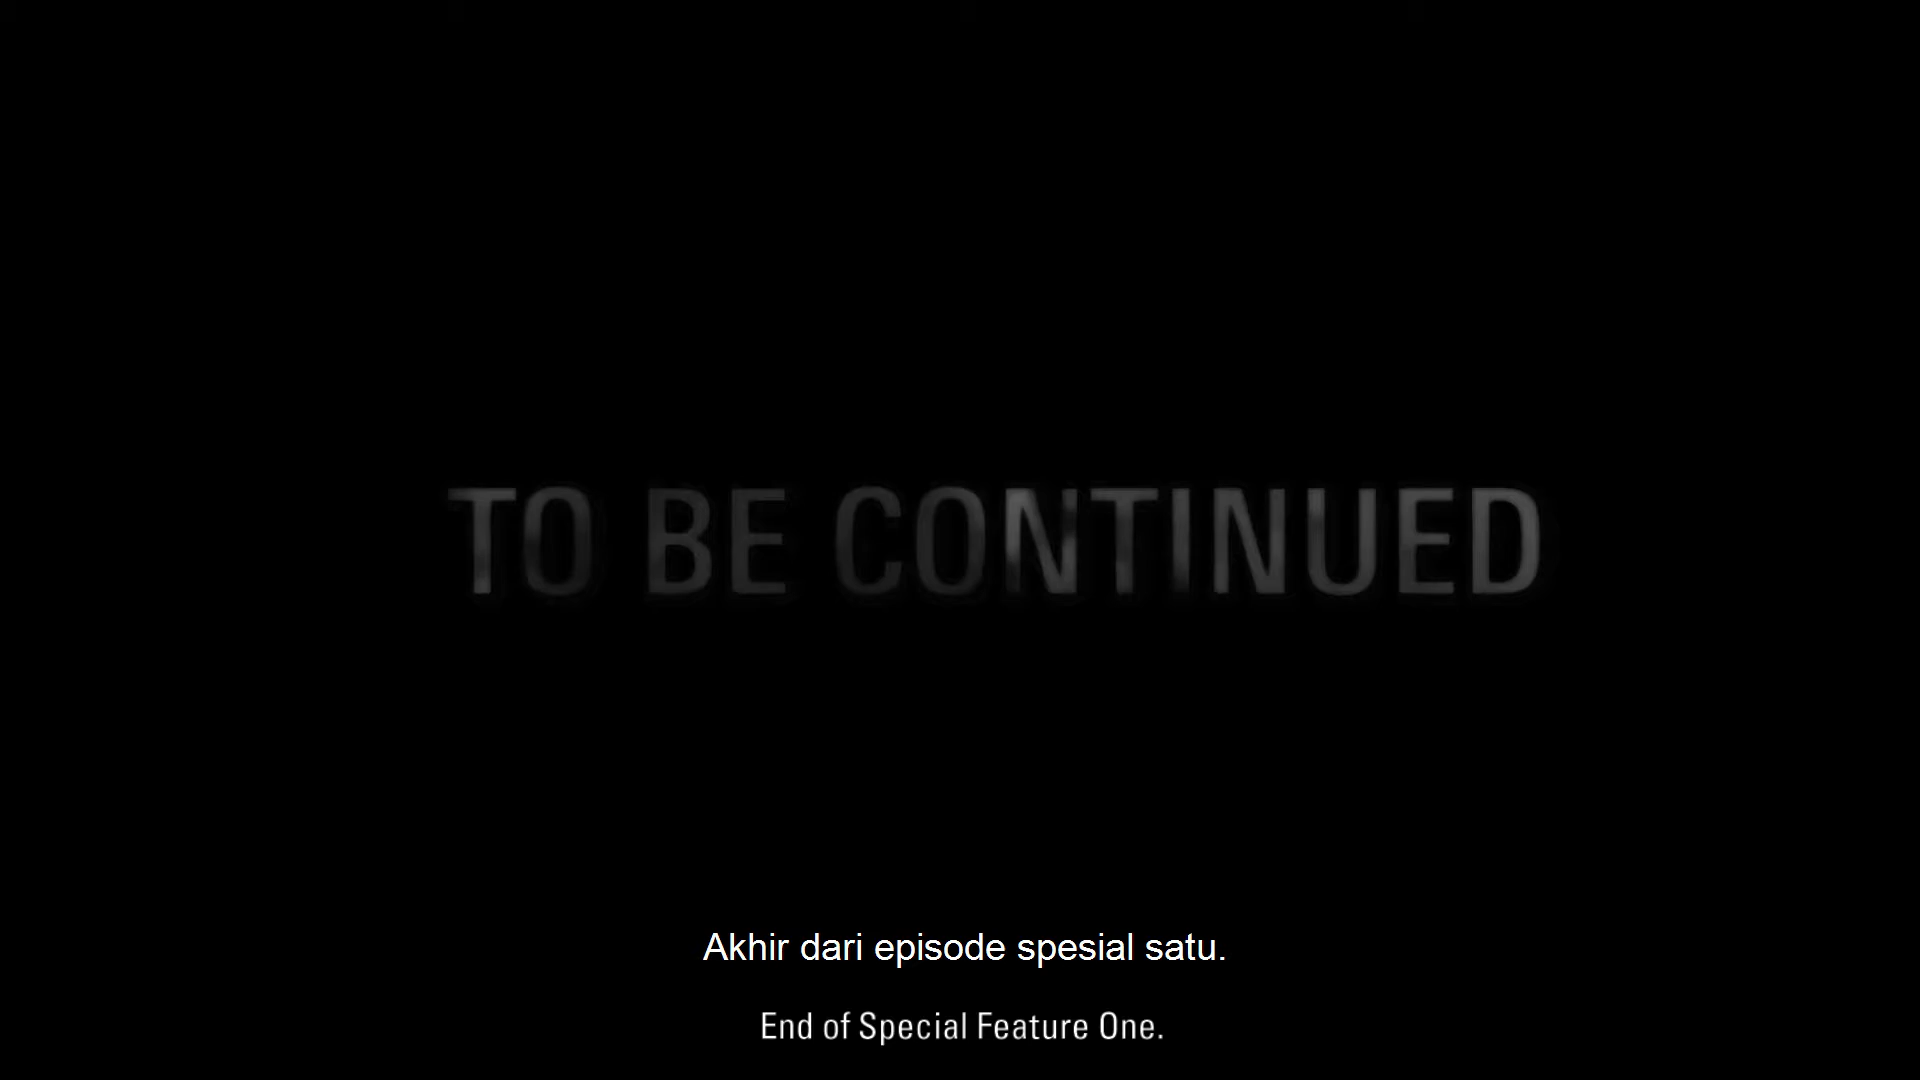 TO BE CONTINUED
Akhir dari episode spesial satu.
End of Special Feature One.